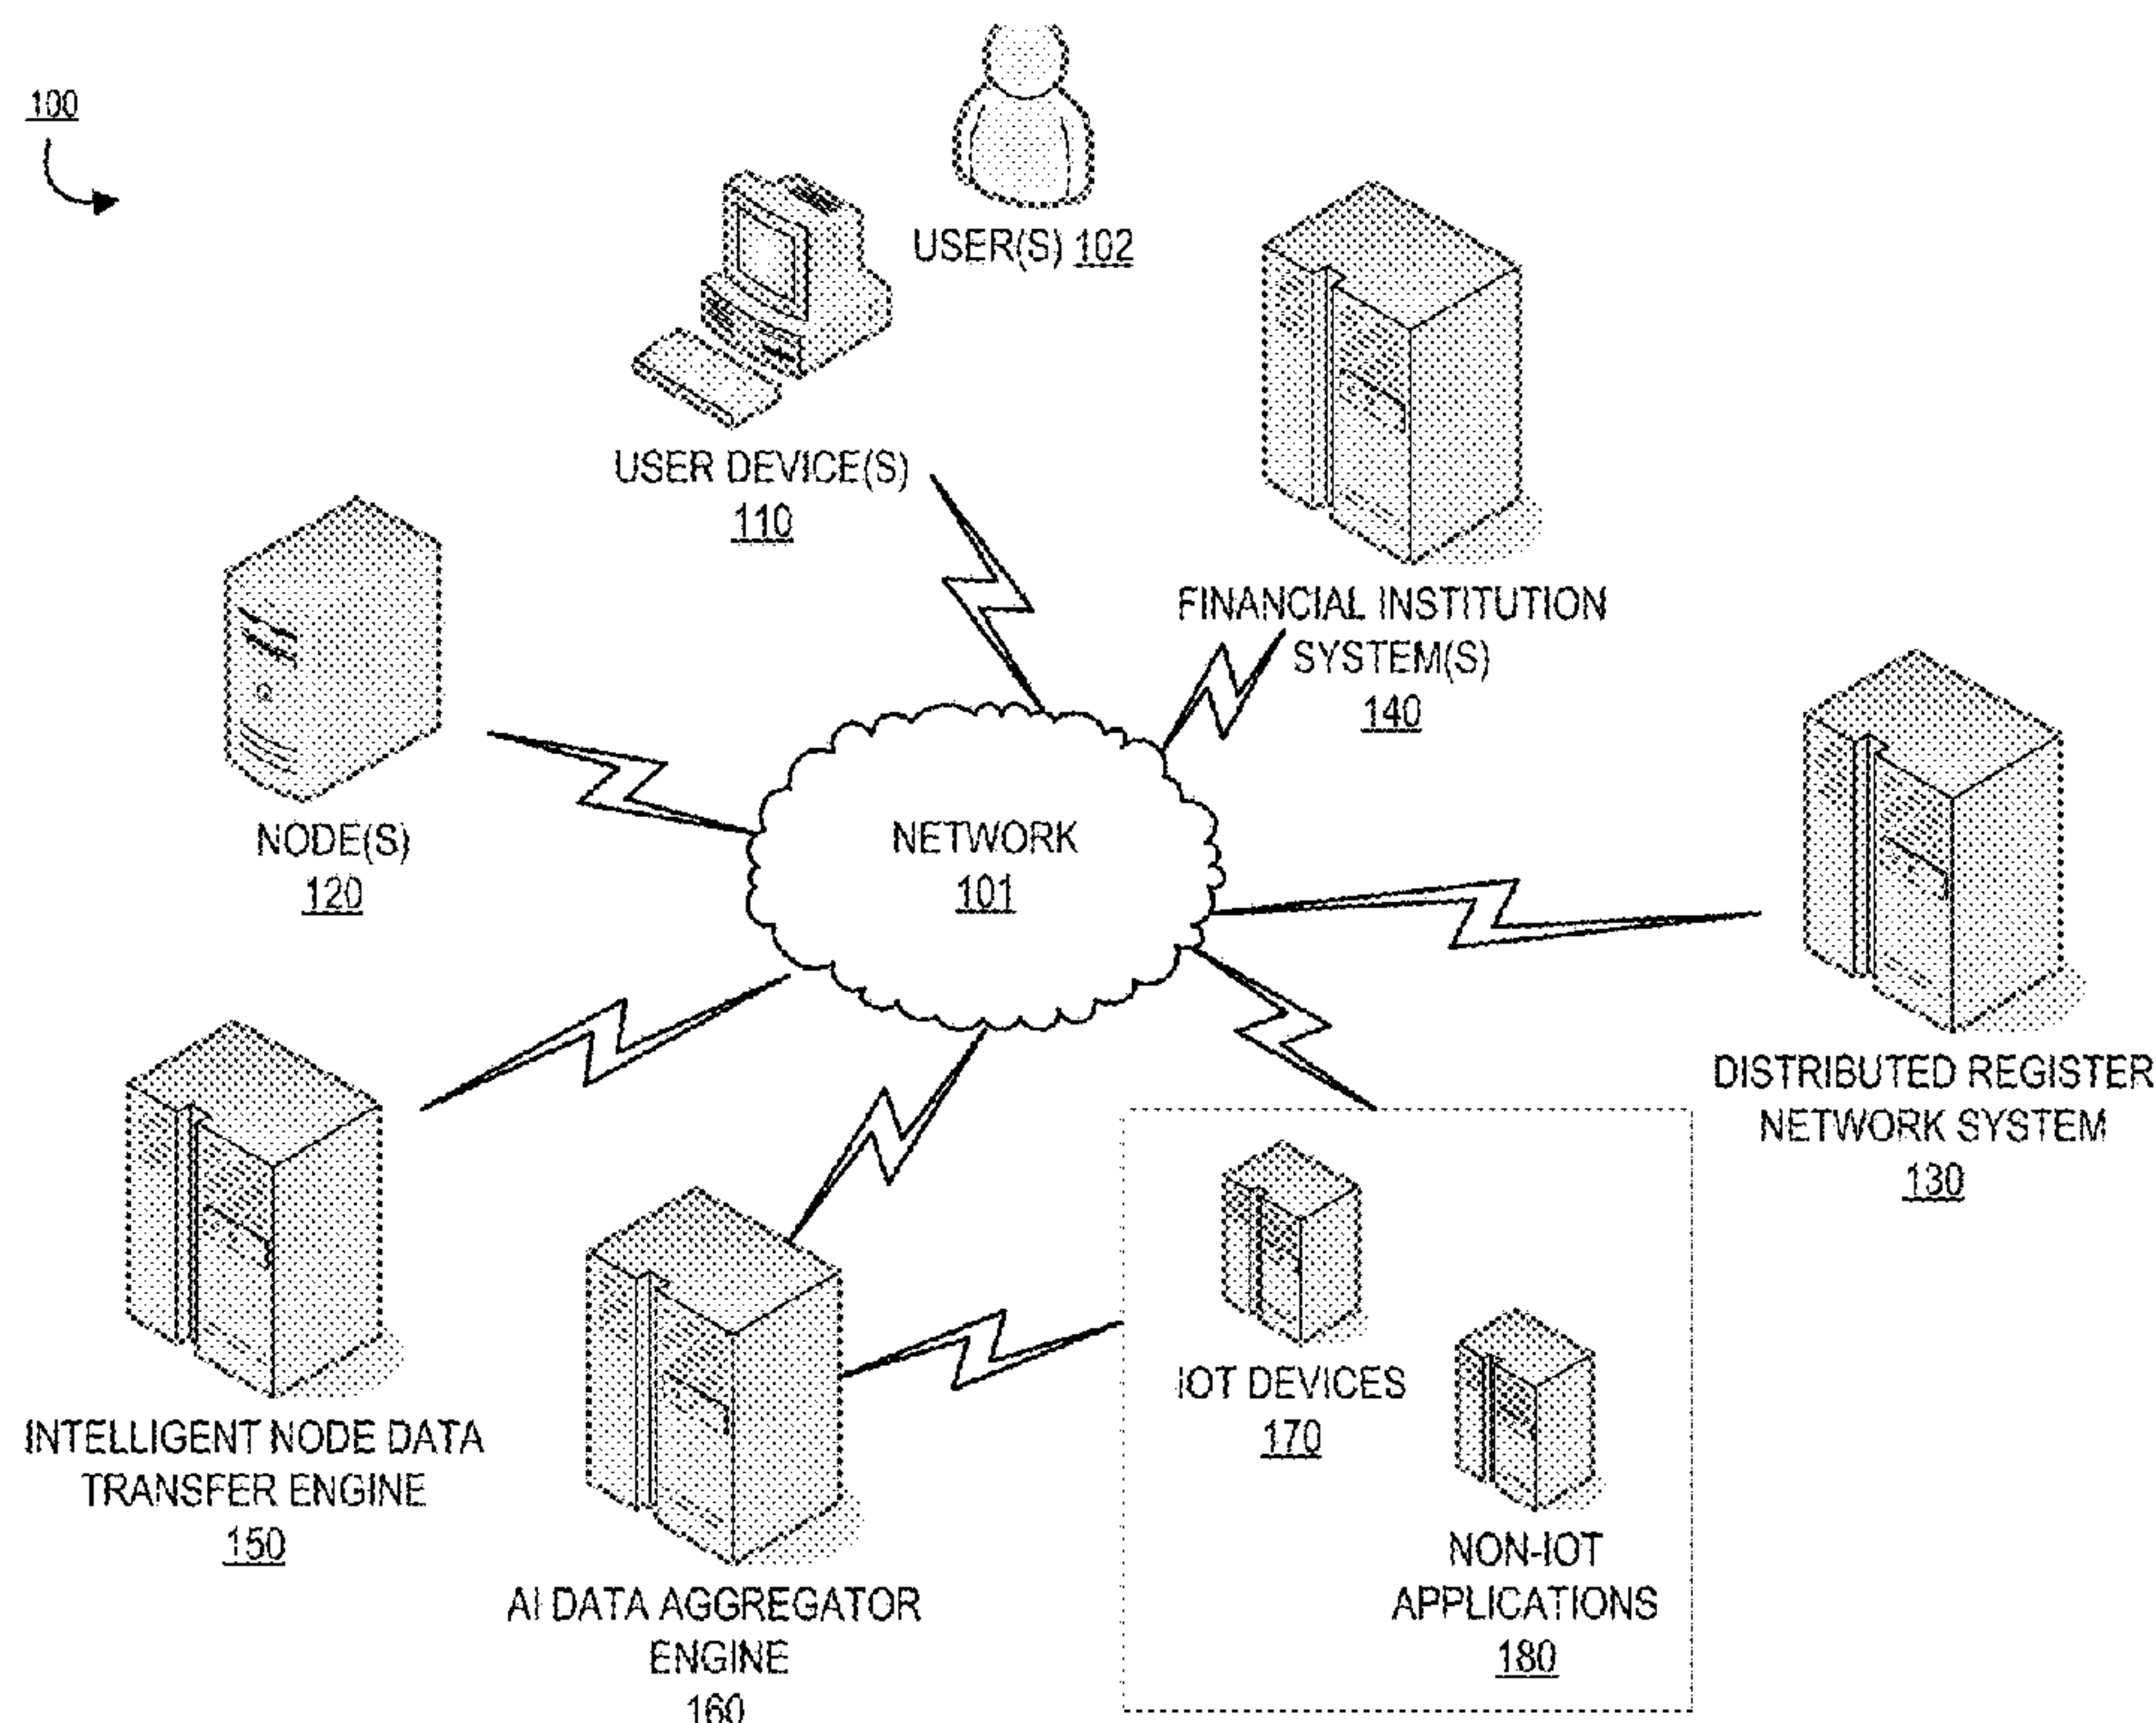 100
USER(S) 102
USER DEVICE(S)
110
FINANCIAL INSTITUTION
SYSTEM(S)
140
NODE(S)
120
NETWORK
101
DISTRIBUTED REGISTER
NETWORK SYSTEM
130
INTELLIGENT NODE DATA
TRANSFER ENGINE
150
AI DATA AGGREGATOR
ENGINE
160
IOT DEVICES
170
NON-IOT
APPLICATIONS
180